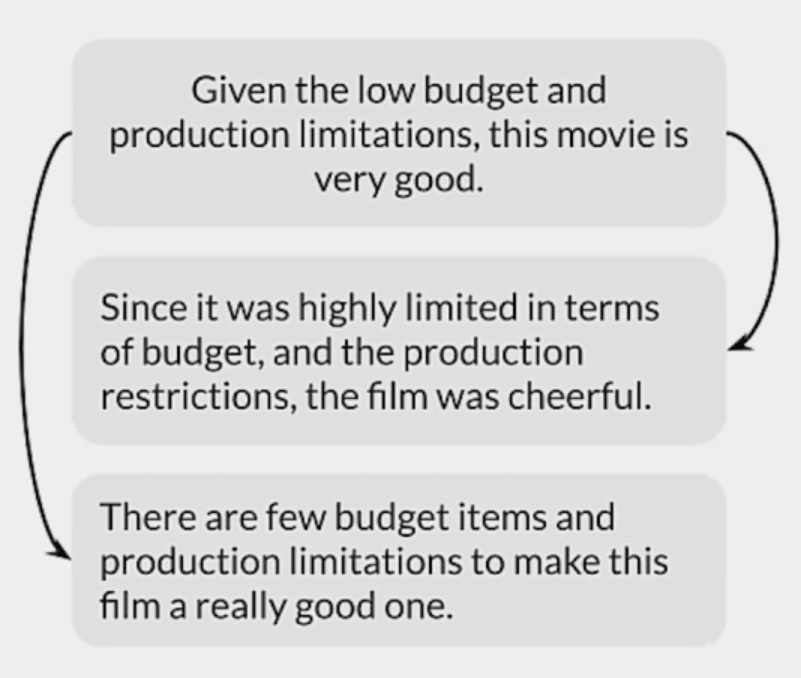 Given the low budget and
production limitations, this movie is
very good.
Since it was highly limited in terms
of budget, and the production
restrictions, the film was cheerful.
There are few budget items and
production limitations to make this
film a really good one.